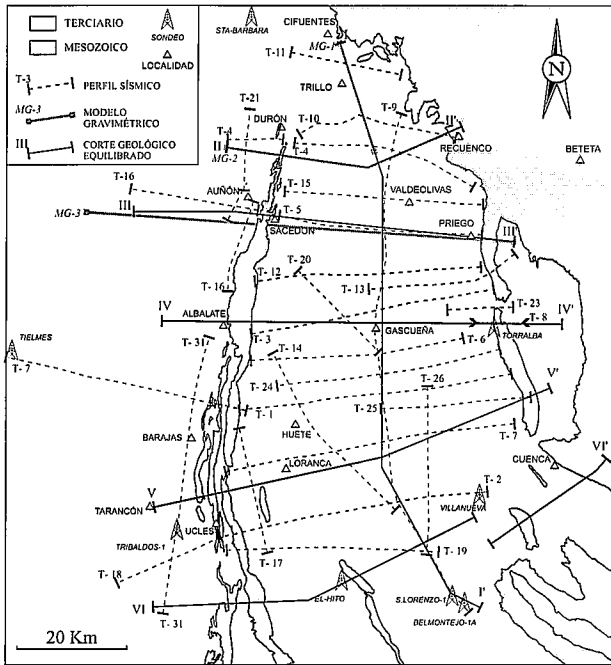 TERCIARIO
MESOZOICO
SONDEO
LOCALIDAD
T-3
PERFIL SÍSMICO
MG-3
MODELO
GRAVIMÉTRICO
III
CORTE GEOLÓGICO
EQUILIBRADO
STA-BARBARA
CIFUENTES
MG-1
T-11
TRILLO
N
T-21
T-10
T-9
DURÓN
T-4
T-4
II
MG-2
II'
RECUENCO
BETETA
T-16
AUÑÓN
T-15
VALDEOLIVAS
III
MG-3
T-5
SACEDÓN
PRIEGO
III'
T-20
T-12
T-16
T-13
IV
ALBALATE
T-23
IV'
T-8
TORRALBA
GASCUEÑA
TIELMES
T-7
T-31
T-3
T-14
T-6
T-24
T-26
V'
T-1
T-25
BARAJAS
HUETE
T-7
VI'
LORANCA
CUENCA
V
TARANCÓN
T-2
VILLANUEVA
UCLES
TRIBALDOS-1
T-18
T-17
T-19
EL-HITO
S.LORENZO-1
I'
VI
T-31
BELMONTEJO-1A
20 Km